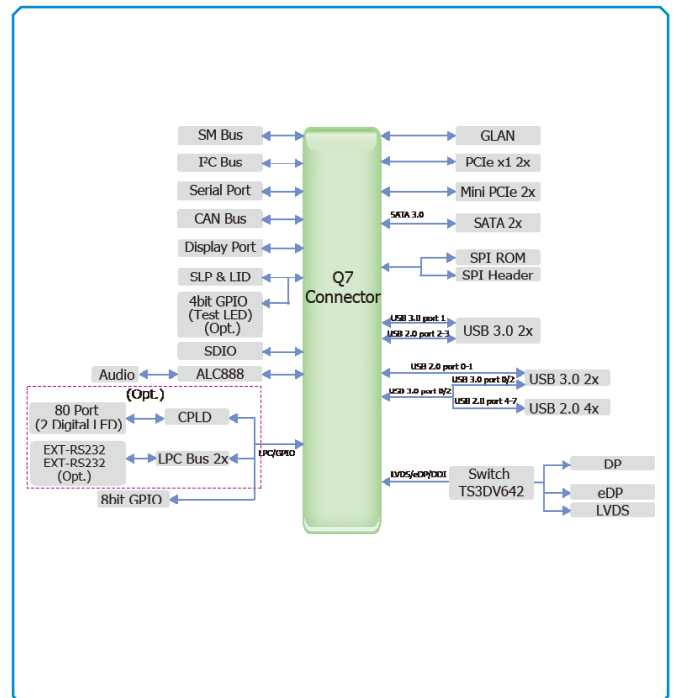 SM Bus
I²C Bus
Serial Port
CAN Bus
Display Port
SLP & LID
4bit GPIO
(Test LED)
(Opt.)
SDIO
Audio
ALC888
(Opt.)
80 Port
(2 Digital LED)
CPLD
EXT-RS232
EXT-RS232
(Opt.)
LPC Bus 2x
LPC/GPIO
8bit GPIO
Q7
Connector
GLAN
PCIe x1 2x
Mini PCIe 2x
SATA 3.0
SATA 2x
SPI ROM
SPI Header
USB 3.0 port 1
USB 2.0 port 2-3
USB 3.0 2x
USB 2.0 port 0-1
USB 3.0 port 0/2
USB 3.0 2x
USD 3.0 port 0/2
USB 2.0 port 4-7
USB 2.0 4x
LVDS/eDP/DDI
Switch
TS3DV642
DP
eDP
LVDS